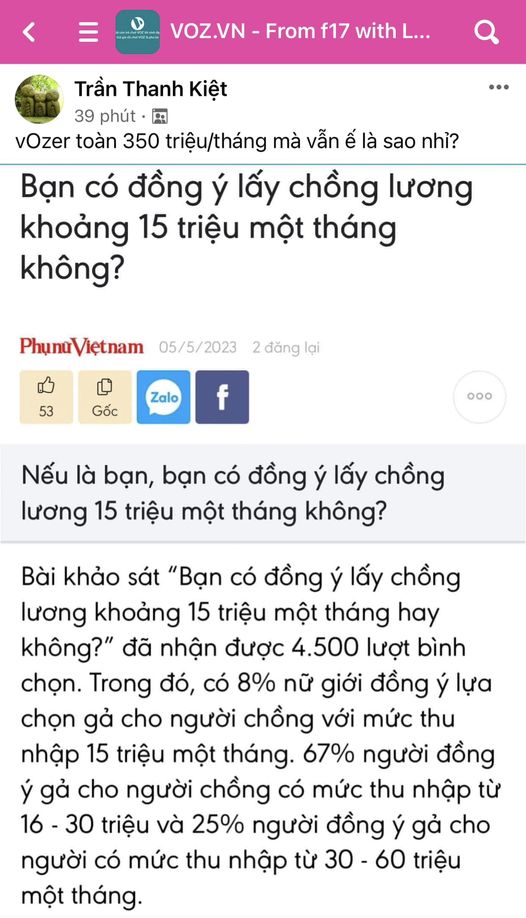 VOZ.VN - From f17 with L...
Trần Thanh Kiệt
39 phút ·
vOzer toàn 350 triệu/tháng mà vẫn ế là sao nhỉ?
Bạn có đồng ý lấy chồng lương
khoảng 15 triệu một tháng
không?
PhụnữViệtnam 05/5/2023 2 đăng lại
53 Gốc Zalo f
Nếu là bạn, bạn có đồng ý lấy chồng
lương 15 triệu một tháng không?
Bài khảo sát “Bạn có đồng ý lấy chồng
lương khoảng 15 triệu một tháng hay
không?” đã nhận được 4.500 lượt bình
chọn. Trong đó, có 8% nữ giới đồng ý lựa
chọn gả cho người chồng với mức thu
nhập 15 triệu một tháng. 67% người đồng
ý gả cho người chồng có mức thu nhập từ
16 - 30 triệu và 25% người đồng ý gả cho
người có mức thu nhập từ 30 - 60 triệu
một tháng.